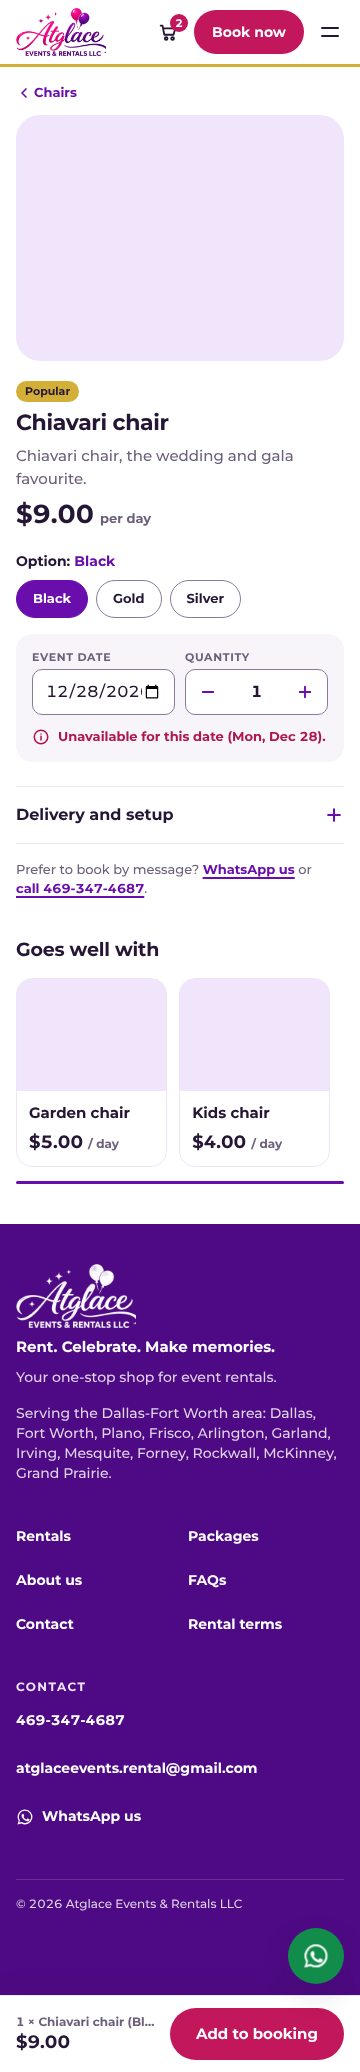 Atglace
EVENTS & RENTALS LLC
2
Book now
Chairs
Popular
Chiavari chair
Chiavari chair, the wedding and gala
favourite.
$9.00 per day
Option: Black
Black
Gold
Silver
EVENT DATE
QUANTITY
12/28/202
1
Unavailable for this date (Mon, Dec 28).
Delivery and setup
Prefer to book by message? WhatsApp us or
call 469-347-4687.
Goes well with
Garden chair
$5.00 / day
Kids chair
$4.00 / day
Atglace
EVENTS & RENTALS LLC
Rent. Celebrate. Make memories.
Your one-stop shop for event rentals.
Serving the Dallas-Fort Worth area: Dallas,
Fort Worth, Plano, Frisco, Arlington, Garland,
Irving, Mesquite, Forney, Rockwall, McKinney,
Grand Prairie.
Rentals
Packages
About us
FAQs
Contact
Rental terms
CONTACT
469-347-4687
atglaceevents.rental@gmail.com
WhatsApp us
© 2026 Atglace Events & Rentals LLC
1 × Chiavari chair (Bl...
$9.00
Add to booking